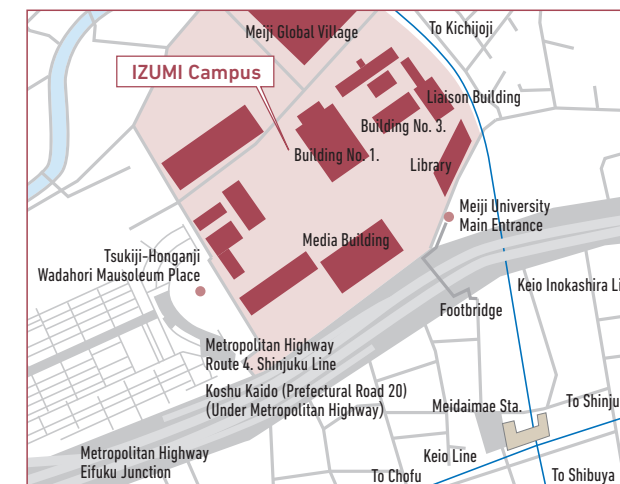 Meiji Global Village
To Kichijoji
IZUMI Campus
Liaison Building
Building No. 3.
Building No. 1.
Library
Meiji University
Main Entrance
Media Building
Tsukiji-Honganji
Wadahori Mausoleum Place
Keio Inokashira Li
Footbridge
Metropolitan Highway
Route 4. Shinjuku Line
Koshu Kaido (Prefectural Road 20)
(Under Metropolitan Highway)
Meidaimae Sta.
To Shinju
Metropolitan Highway
Eifuku Junction
Keio Line
To Chofu
To Shibuya